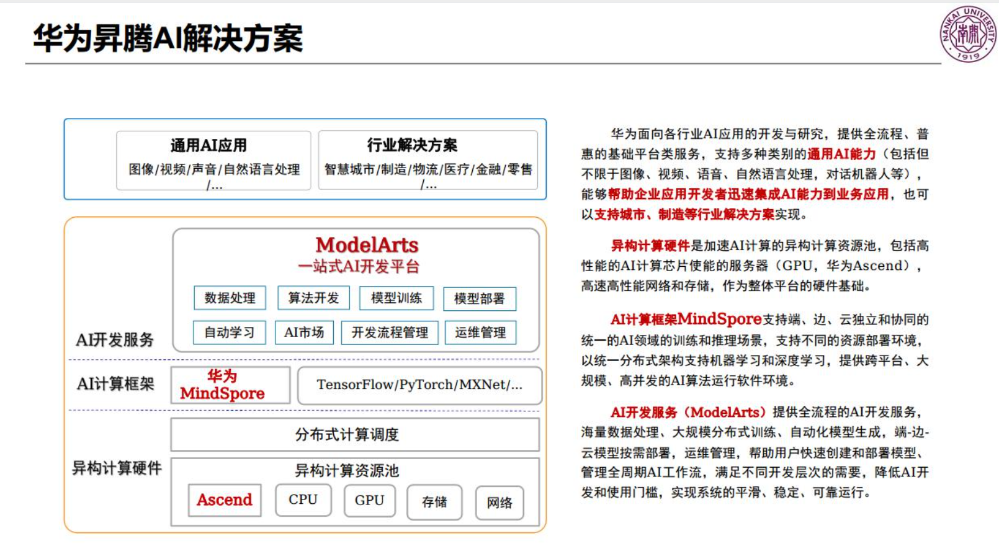 华为昇腾AI解决方案
NANKAI UNIVERSITY
南開
1919
通用AI应用
图像/视频/声音/自然语言处理
/...
行业解决方案
智慧城市/制造/物流/医疗/金融/零售
/...
ModelArts
一站式AI开发平台
数据处理
算法开发
模型训练
模型部署
自动学习
AI市场
开发流程管理
运维管理
AI开发服务
AI计算框架
华为
MindSpore
TensorFlow/PyTorch/MXNet/...
异构计算硬件
分布式计算调度
异构计算资源池
Ascend
CPU
GPU
存储
网络
华为面向各行业AI应用的开发与研究，提供全流程、普
惠的基础平台类服务，支持多种类别的通用AI能力（包括但
不限于图像、视频、语音、自然语言处理，对话机器人等），
能够帮助企业应用开发者迅速集成AI能力到业务应用，也可
以支持城市、制造等行业解决方案实现。
异构计算硬件是加速AI计算的异构计算资源池，包括高
性能的AI计算芯片使能的服务器（GPU，华为Ascend），
高速高性能网络和存储，作为整体平台的硬件基础。
AI计算框架MindSpore支持端、边、云独立和协同的
统一的AI领域的训练和推理场景，支持不同的资源部署环境，
以统一分布式架构支持机器学习和深度学习，提供跨平台、大
规模、高并发的AI算法运行软件环境。
AI开发服务（ModelArts）提供全流程的AI开发服务，
海量数据处理、大规模分布式训练、自动化模型生成，端-边-
云模型按需部署，运维管理，帮助用户快速创建和部署模型、
管理全周期AI工作流，满足不同开发层次的需要，降低AI开
发和使用门槛，实现系统的平滑、稳定、可靠运行。